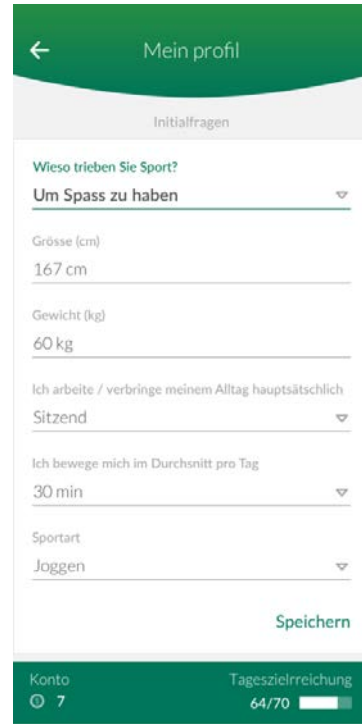 Mein profil
Initialfragen
Wieso trieben Sie Sport?
Um Spass zu haben
Grösse (cm)
167 cm
Gewicht (kg)
60 kg
Ich arbeite / verbringe meinem Alltag hauptsätschlich
Sitzend
Ich bewege mich im Durchsnitt pro Tag
30 min
Sportart
Joggen
Speichern
Konto Tageszielrreichung
7 64/70